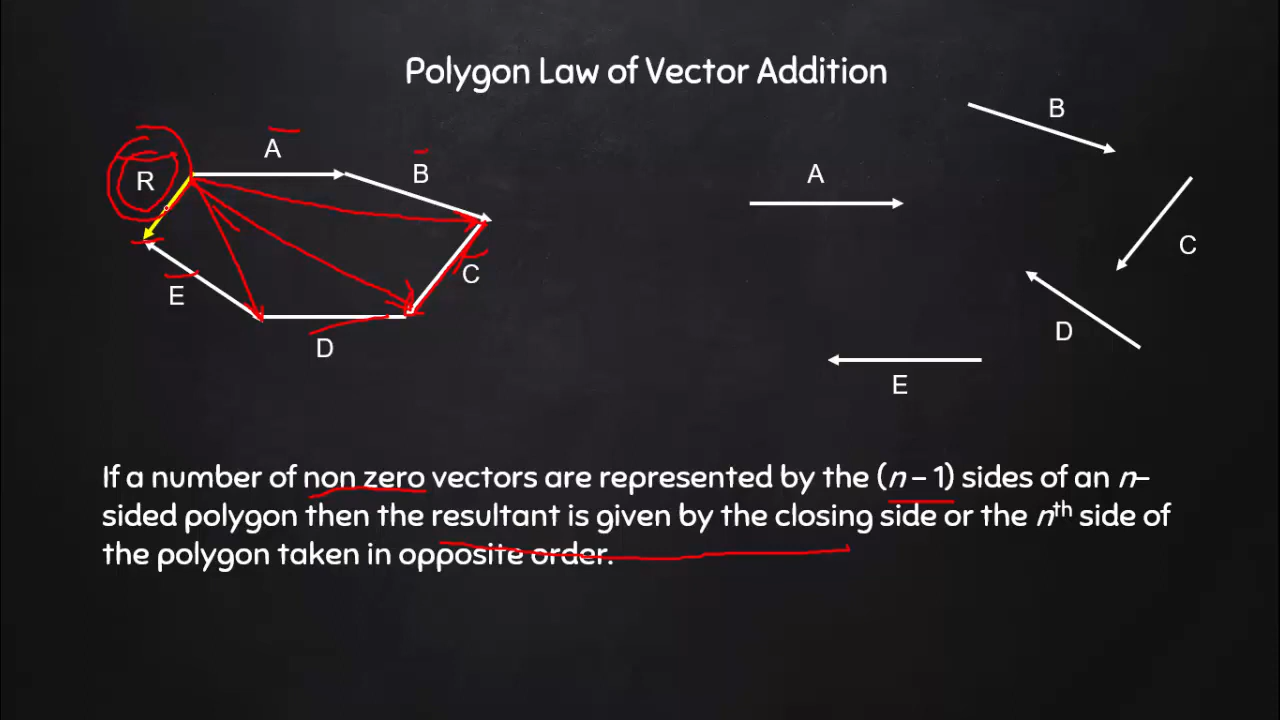 Polygon Law of Vector Addition
A
B
R
C
E
D
A
B
C
D
E
If a number of non zero vectors are represented by the (n – 1) sides of an n-
sided polygon then the resultant is given by the closing side or the nth side of
the polygon taken in opposite order.